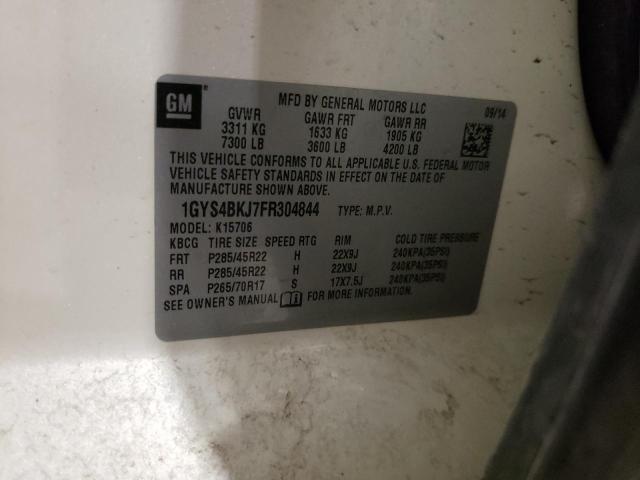 GM
MFD BY GENERAL MOTORS LLC 09/14
GVWR GAWR FRT GAWR RR
3311 KG 1633 KG 1905 KG
7300 LB 3600 LB 4200 LB
THIS VEHICLE CONFORMS TO ALL APPLICABLE U.S. FEDERAL MOTOR
VEHICLE SAFETY STANDARDS IN EFFECT ON THE DATE OF
MANUFACTURE SHOWN ABOVE.
1GYS4BKJ7FR304844 TYPE: M.P.V.
MODEL: K15706
KBCG TIRE SIZE SPEED RTG RIM COLD TIRE PRESSURE
FRT P285/45R22 H 22X9J 240KPA(35PSI)
RR P285/45R22 H 22X9J 240KPA(35PSI)
SPA P265/70R17 S 17X7.5J 240KPA(35PSI)
SEE OWNER'S MANUAL FOR MORE INFORMATION.